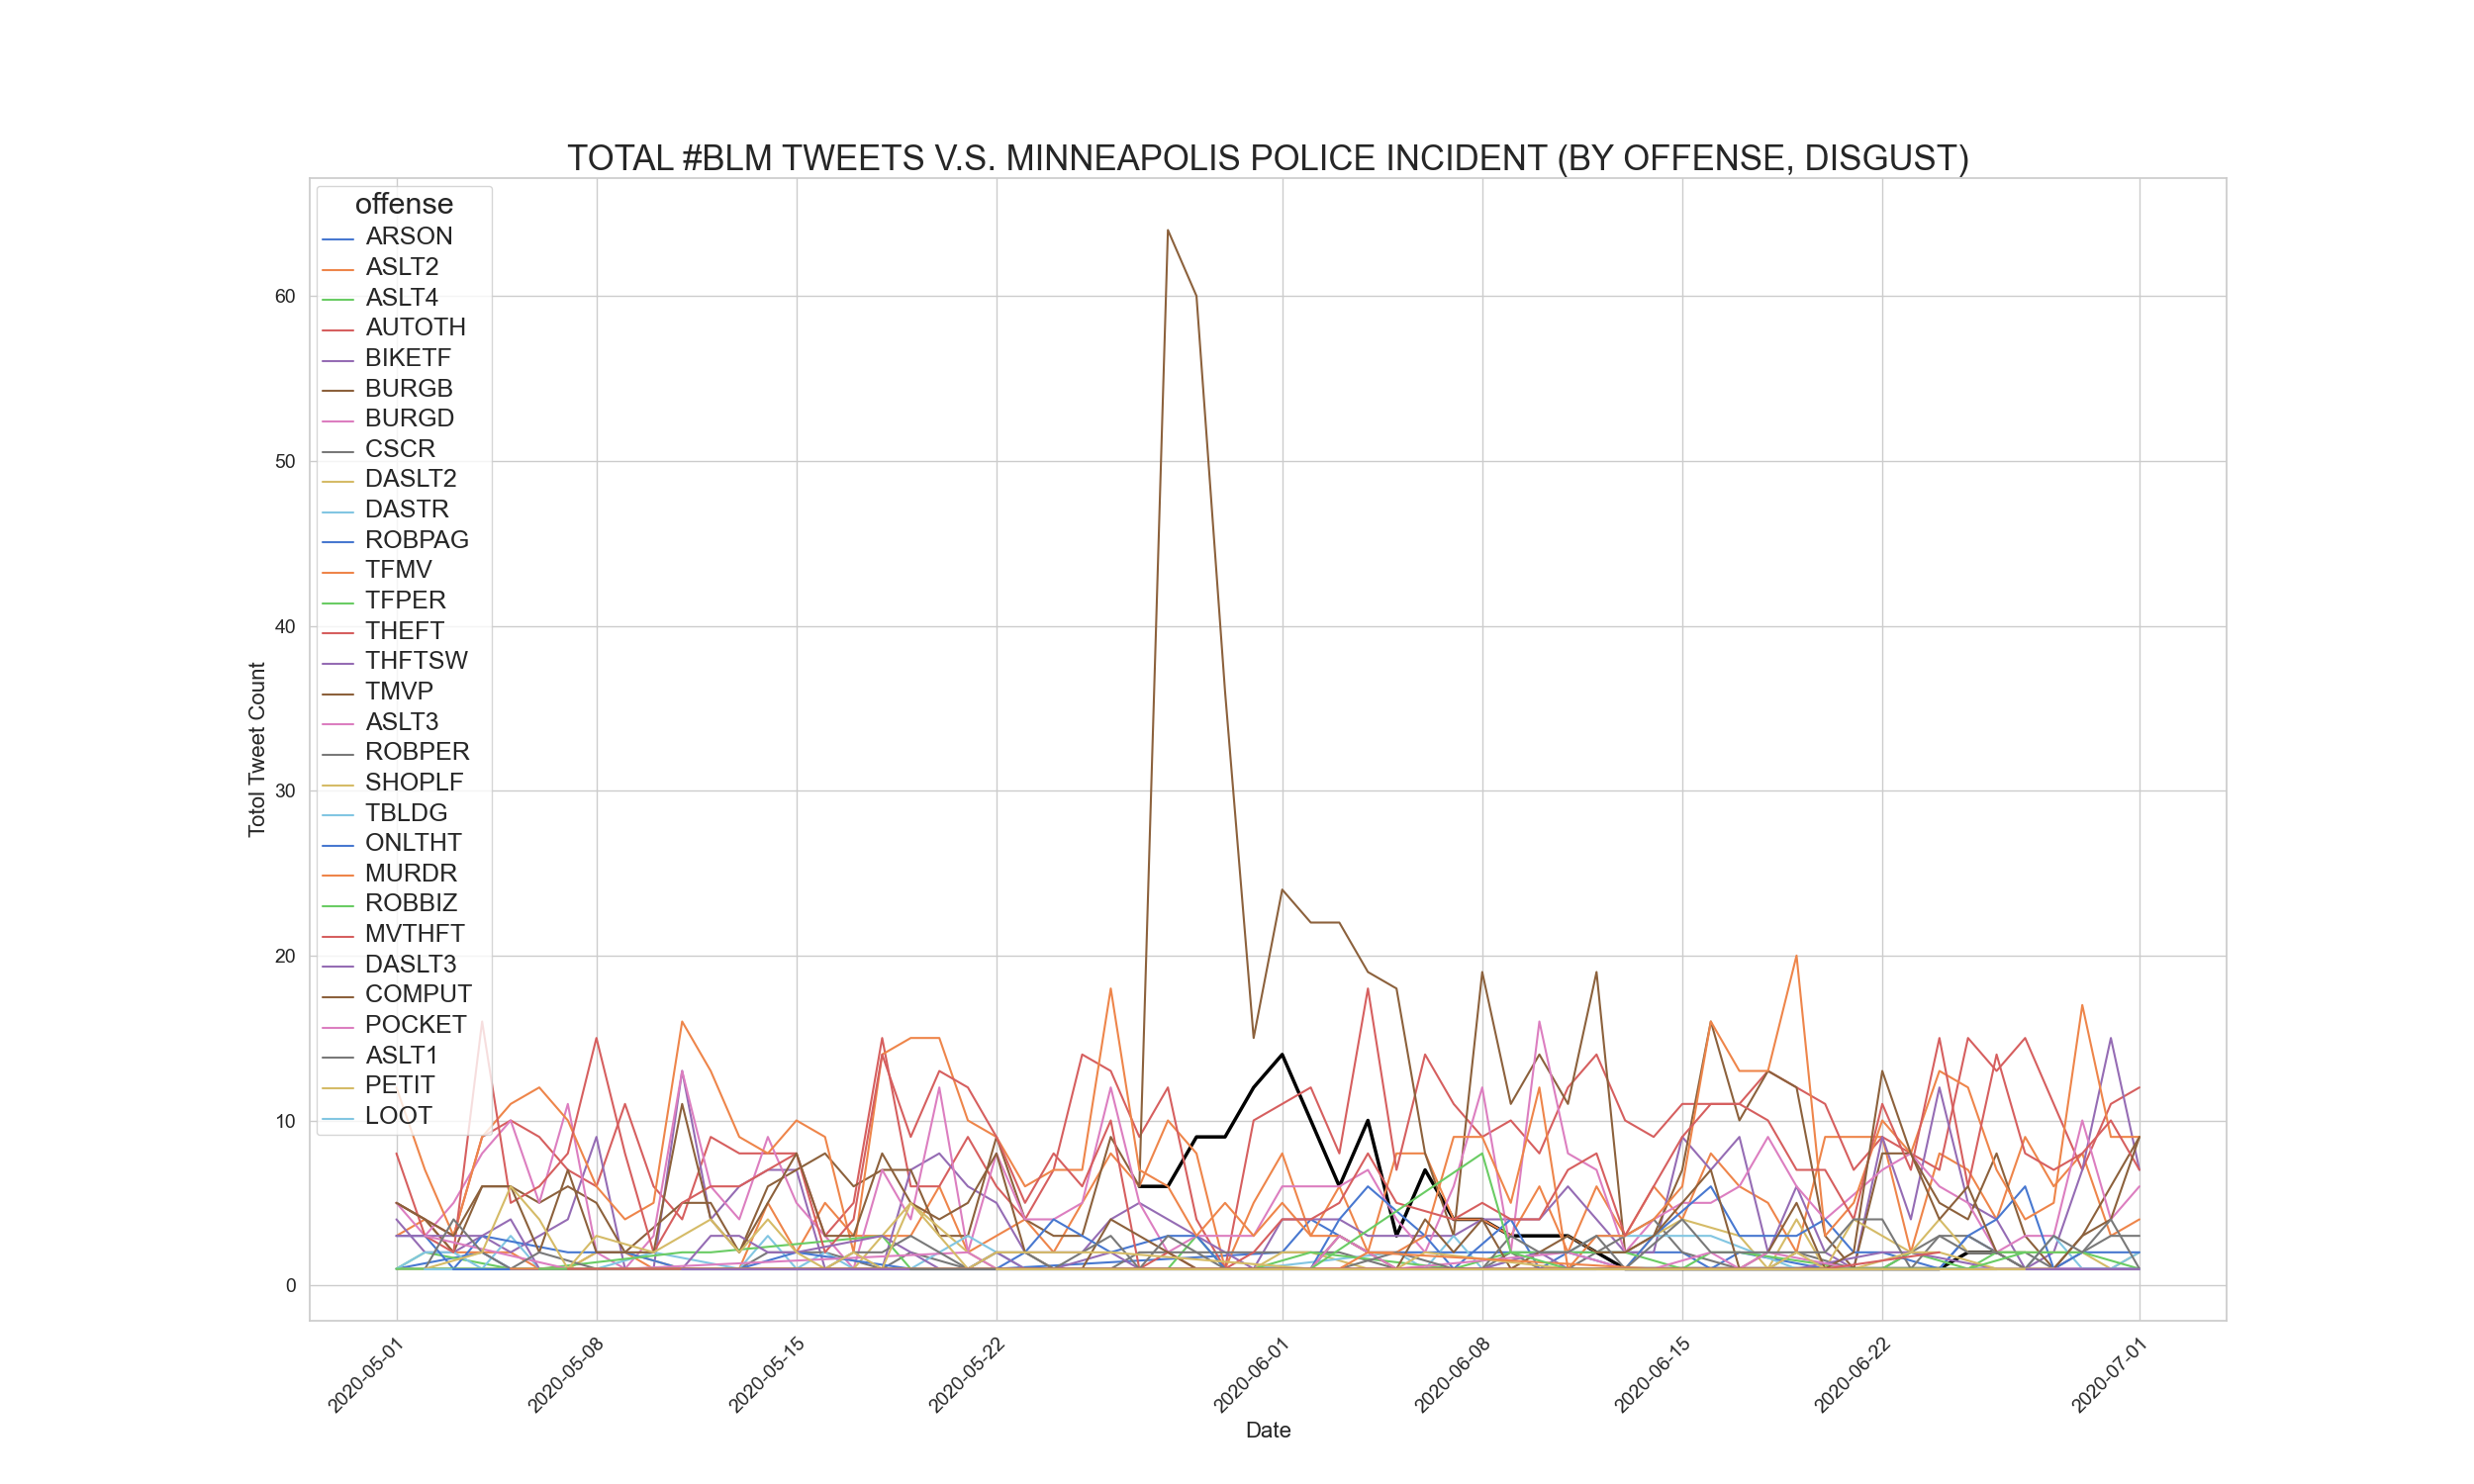 TOTAL #BLM TWEETS V.S. MINNEAPOLIS POLICE INCIDENT (BY OFFENSE, DISGUST)
offense
ARSON
ASLT2
ASLT4
AUTOTH
BIKETF
BURGB
BURGD
CSCR
DASLT2
DASTR
ROBPAG
TFMV
TFPER
THEFT
THFTSW
TMVP
ASLT3
ROBPER
SHOPLF
TBLDG
ONLTHT
MURDR
ROBBIZ
MVTHFT
DASLT3
COMPUT
POCKET
ASLT1
PETIT
LOOT
Totol Tweet Count
60
50
40
30
20
10
0
2020-05-01
2020-05-08
2020-05-15
2020-05-22
2020-06-01
2020-06-08
2020-06-15
2020-06-22
2020-07-01
Date